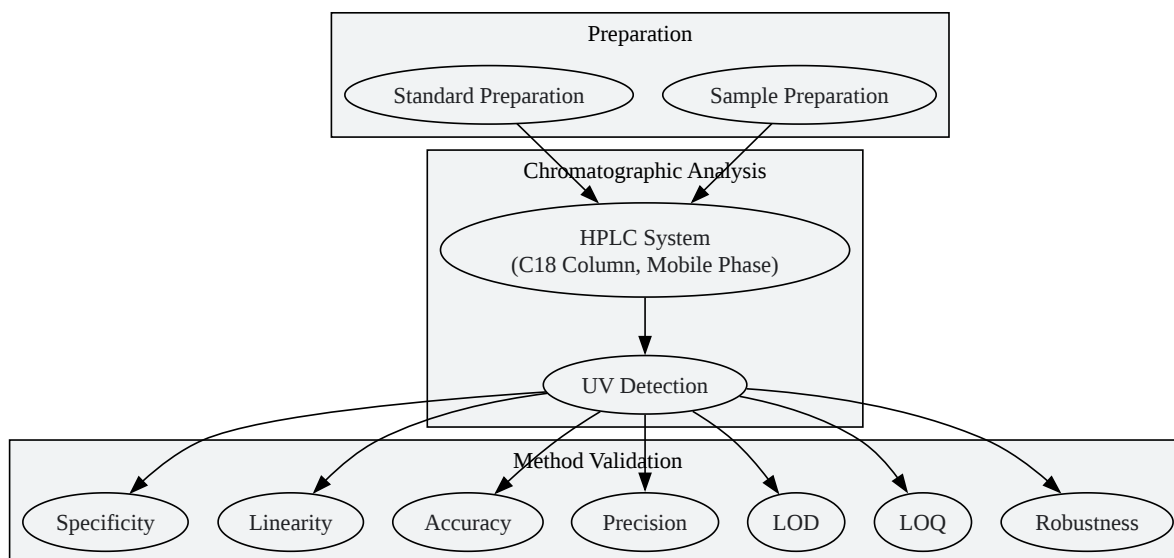 Preparation
Standard Preparation
Sample Preparation
Chromatographic Analysis
HPLC System
(C18 Column, Mobile Phase)
UV Detection
Method Validation
Specificity
Linearity
Accuracy
Precision
LOD
LOQ
Robustness